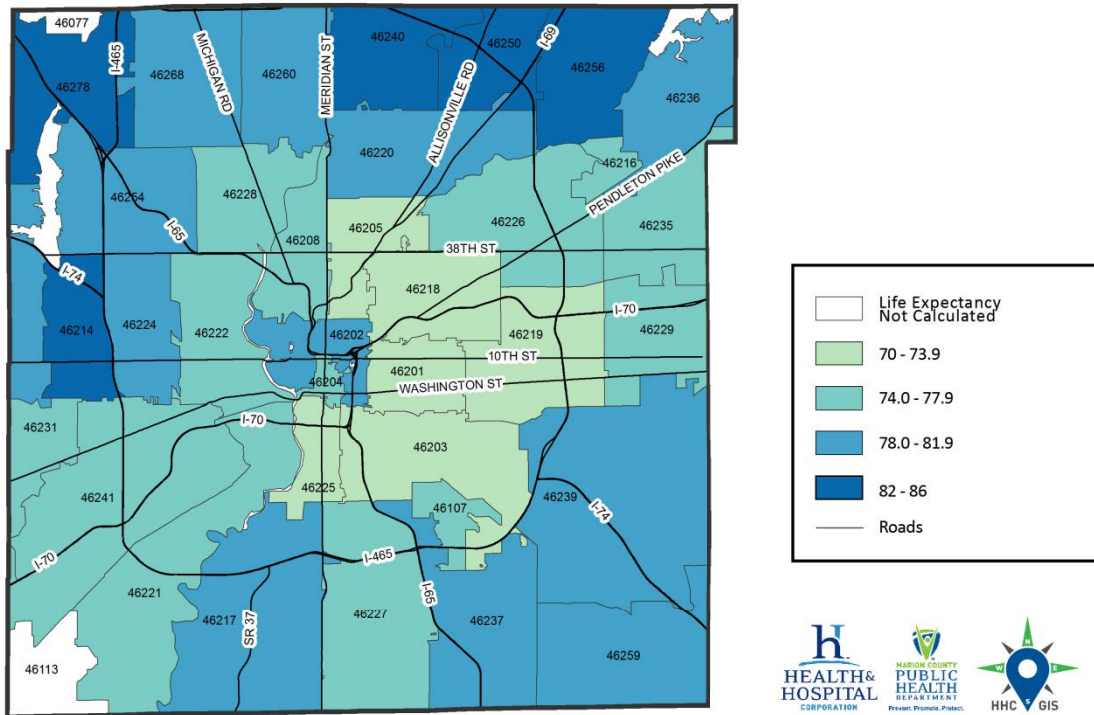 46077
I-465
46278
46268
MICHIGAN RD
46260
MERIDIAN ST
46240
46250
I-69
46256
46236
ALLISONVILLE RD
46220
46216
PENDLETON PIKE
46254
46228
I-65
46208
46205
46226
46235
38TH ST
I-74
46214
46224
46222
46202
46218
46219
I-70
46229
10TH ST
46204
46201
WASHINGTON ST
46231
I-70
46203
46241
46225
46107
46239
I-74
I-70
I-465
46221
46217
SR 37
46227
I-65
46237
46259
46113
Life Expectancy
Not Calculated
70 - 73.9
74.0 - 77.9
78.0 - 81.9
82 - 86
Roads
h
HEALTH&
HOSPITAL
CORPORATION
MARION COUNTY
PUBLIC
HEALTH
DEPARTMENT
Prevent. Promote. Protect.
N
W
E
S
HHC GIS